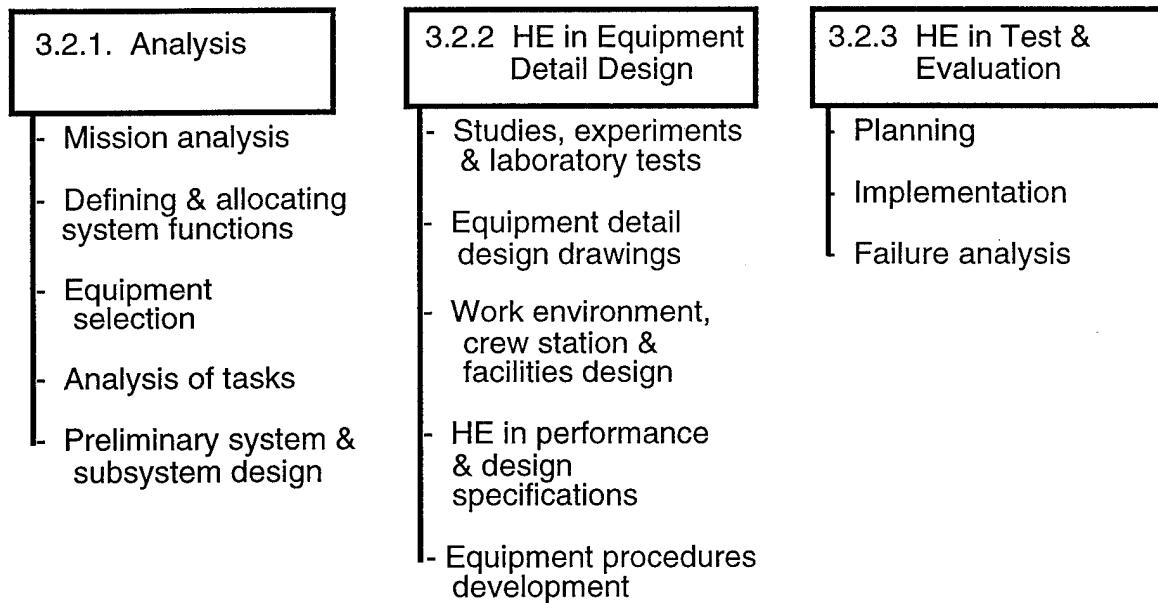 3.2.1. Analysis
- Mission analysis
- Defining & allocating
system functions
- Equipment
selection
- Analysis of tasks
- Preliminary system &
subsystem design
3.2.2 HE in Equipment
Detail Design
- Studies, experiments
& laboratory tests
- Equipment detail
design drawings
- Work environment,
crew station &
facilities design
- HE in performance
& design
specifications
- Equipment procedures
development
3.2.3 HE in Test &
Evaluation
- Planning
- Implementation
- Failure analysis